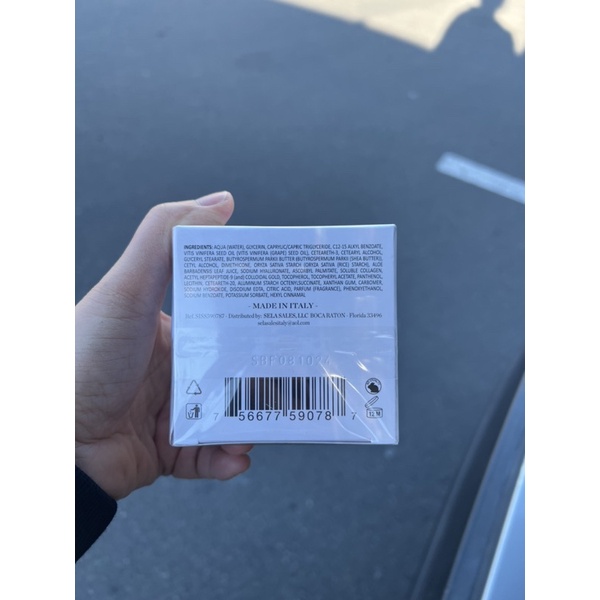 INGREDIENTS: AQUA (WATER), GLYCERIN, CAPRYLIC/CAPRIC TRIGLYCERIDE, C12-15 ALKYL BENZOATE,
VITIS VINIFERA SEED OIL [VITIS VINIFERA (GRAPE) SEED OIL], CETEARETH-3, CETEARYL ALCOHOL,
GLYCERYL STEARATE, BUTYROSPERMUM PARKII BUTTER (BUTYROSPERMUM PARKII (SHEA BUTTER),
CETYL ALCOHOL, DIMETHICONE, ORYZA SATIVA STARCH (ORYZA SATIVA (RICE) STARCH), ALOE
BARBADENSIS LEAF JUICE, SODIUM HYALURONATE, ASCORBYL PALMITATE, SOLUBLE COLLAGEN,
ACETYL HEPTAPEPTIDE-9 (and) COLLOIDAL GOLD, TOCOPHEROL, TOCOPHERYL ACETATE, PANTHENOL,
LECITHIN, CETEARETH-20, ALUMINUM STARCH OCTENYLSUCCINATE, XANTHAN GUM, CARBOMER,
SODIUM HYDROXIDE, DISODIUM EDTA, CITRIC ACID, PARFUM (FRAGRANCE), PHENOXYETHANOL,
SODIUM BENZOATE, POTASSIUM SORBATE, HEXYL CINNAMAL
- MADE IN ITALY -
Distributed by: SELA SALES, LLC BOCA RATON - Florida 33496
selasalesitaly@aol.com
7 56677 59078 7
12 M